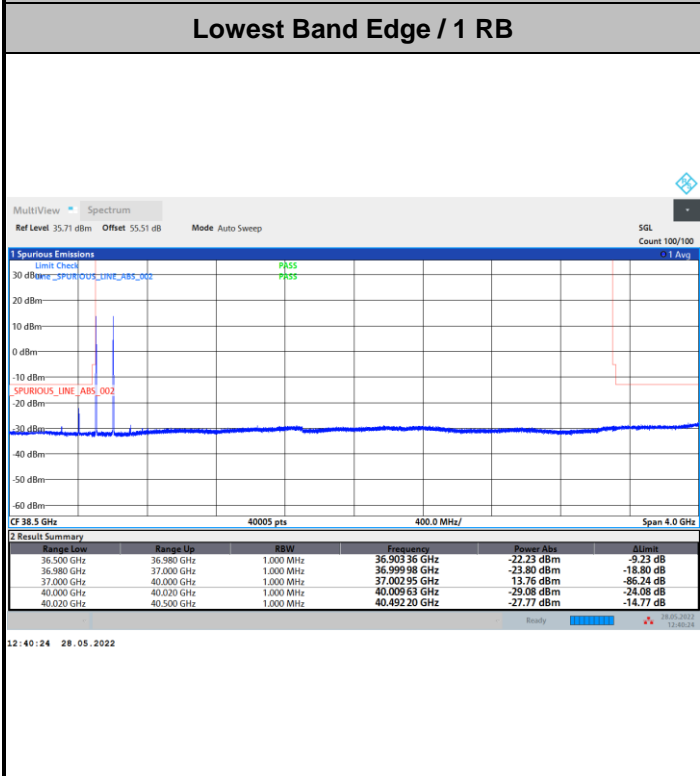 Lowest Band Edge / 1 RB
MultiView Spectrum
Ref Level 35.71 dBm Offset 55.51 dB Mode Auto Sweep SGL
Count 100/100
1 Spurious Emissions 1 Avg
Limit Check PASS
30 dBm _SPURIOUS_LINE_ABS_002 PASS
20 dBm
10 dBm
0 dBm
-10 dBm
_SPURIOUS_LINE_ABS_002
-20 dBm
-30 dBm
-40 dBm
-50 dBm
-60 dBm
CF 38.5 GHz 40005 pts 400.0 MHz/ Span 4.0 GHz
2 Result Summary
Range Low Range Up RBW Frequency Power Abs ΔLimit
36.500 GHz 36.980 GHz 1.000 MHz 36.903 36 GHz -22.23 dBm -9.23 dB
36.980 GHz 37.000 GHz 1.000 MHz 36.999 98 GHz -23.80 dBm -18.80 dB
37.000 GHz 40.000 GHz 1.000 MHz 37.002 95 GHz 13.76 dBm -86.24 dB
40.000 GHz 40.020 GHz 1.000 MHz 40.009 63 GHz -29.08 dBm -24.08 dB
40.020 GHz 40.500 GHz 1.000 MHz 40.492 20 GHz -27.77 dBm -14.77 dB
Ready 28.05.2022
12:40:24
12:40:24 28.05.2022